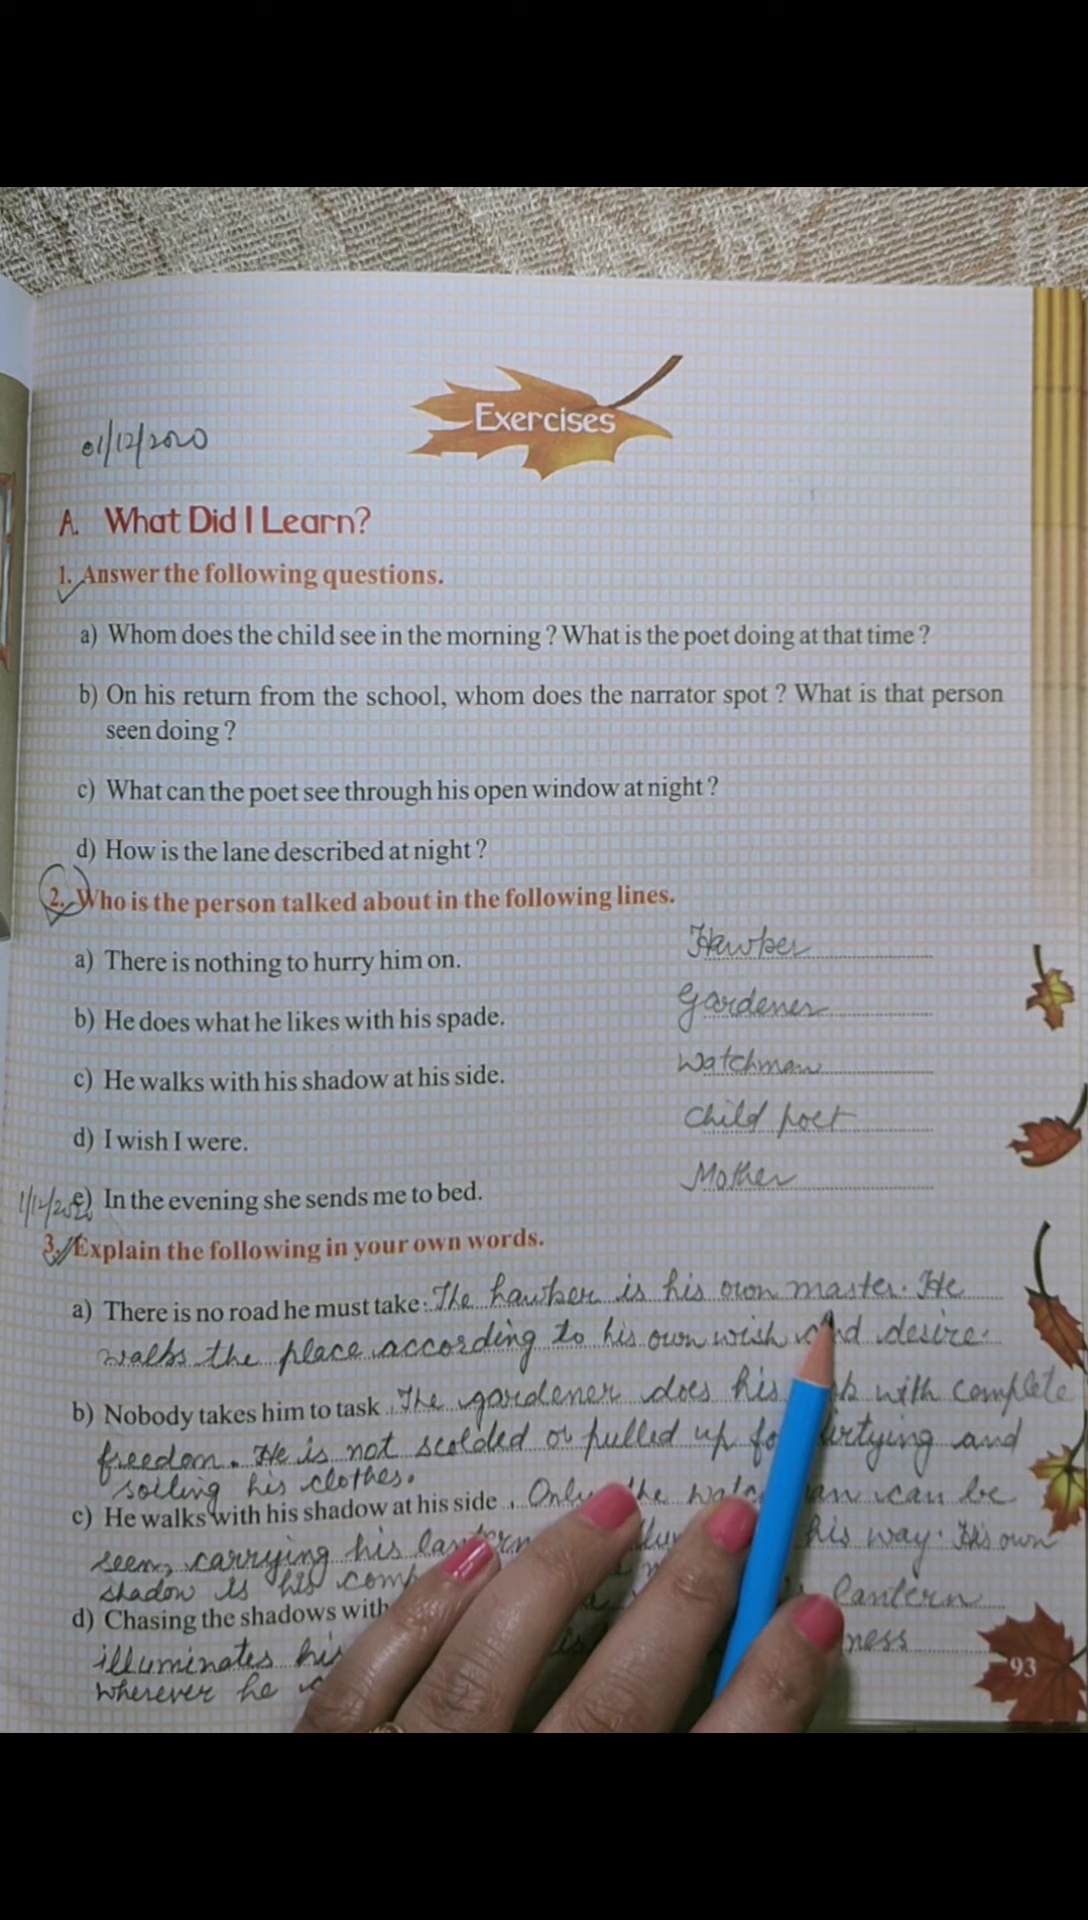 Exercises
01/12/2020
A. What Did I Learn?
1. Answer the following questions.
a) Whom does the child see in the morning ? What is the poet doing at that time ?
b) On his return from the school, whom does the narrator spot ? What is that person
seen doing ?
c) What can the poet see through his open window at night ?
d) How is the lane described at night ?
2. Who is the person talked about in the following lines.
a) There is nothing to hurry him on. Hawker
b) He does what he likes with his spade. Gardener
c) He walks with his shadow at his side. Watchman
d) I wish I were. Child poet
e) In the evening she sends me to bed. Mother
3. Explain the following in your own words.
a) There is no road he must take. The hawker is his own master. He
walks the place according to his own wish and desire.
b) Nobody takes him to task. The gardener does his with complete
freedom. He is not scolded or pulled up for dirtying and
soiling his clothes.
c) He walks with his shadow at his side. Only the can be
seen, carrying his his way. His own
shadow is his
d) Chasing the shadows with lantern
illuminates his
wherever he
93